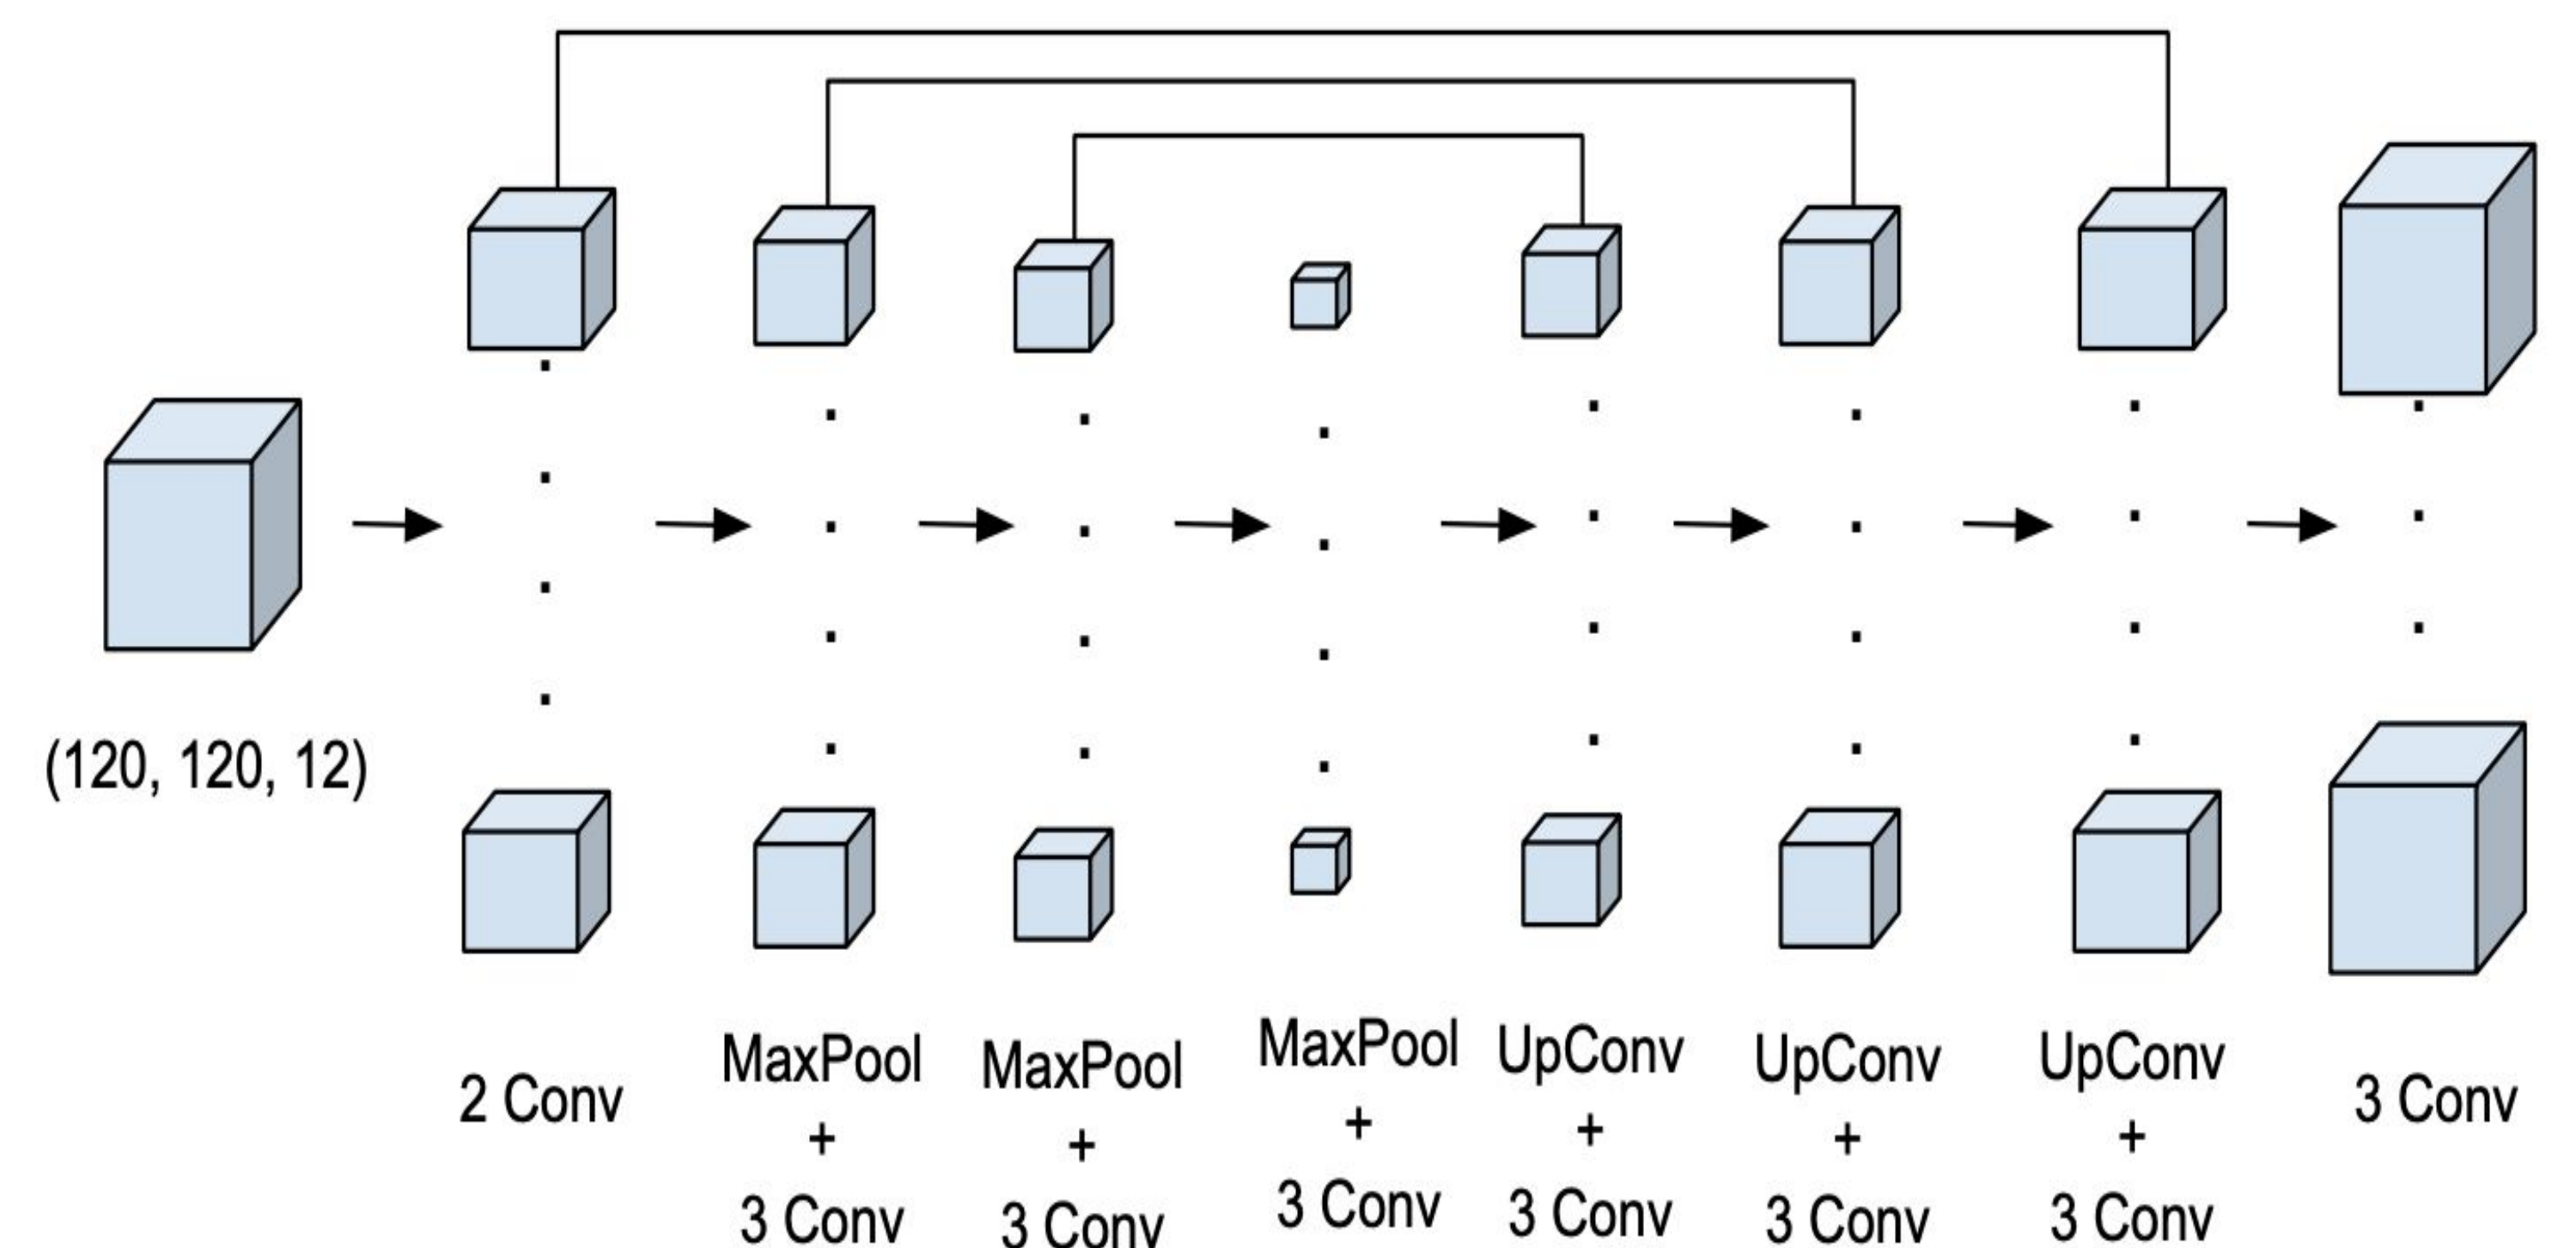 (120, 120, 12)
2 Conv
MaxPool
+
3 Conv
MaxPool
+
3 Conv
MaxPool
+
3 Conv
UpConv
+
3 Conv
UpConv
+
3 Conv
UpConv
+
3 Conv
3 Conv